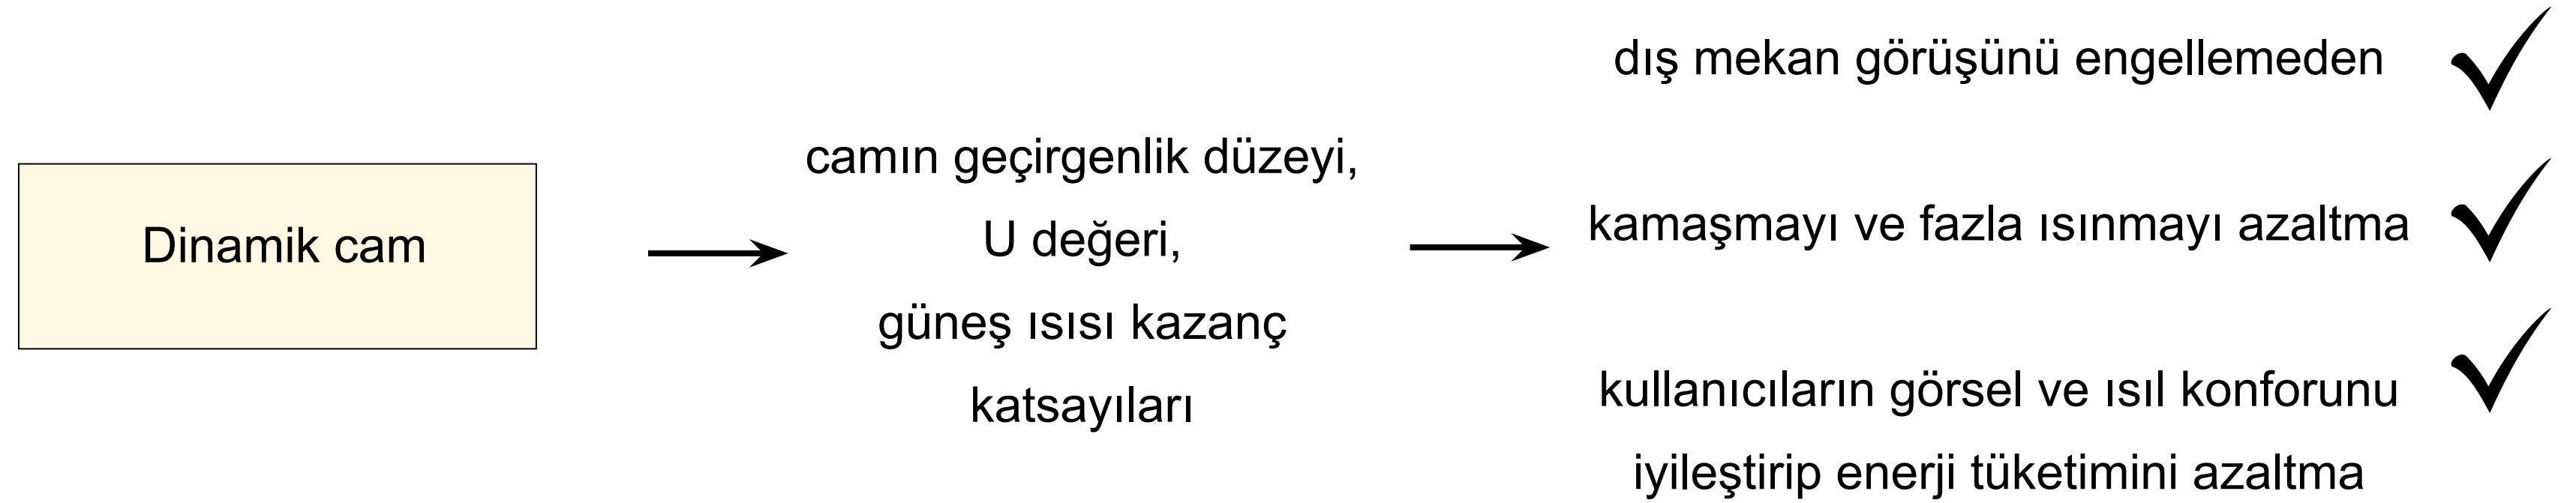 Dinamik cam
camın geçirgenlik düzeyi,
U değeri,
güneş ısısı kazanç
katsayıları
dış mekan görüşünü engellemeden
kamaşmayı ve fazla ısınmayı azaltma
kullanıcıların görsel ve ısıl konforunu
iyileştirip enerji tüketimini azaltma